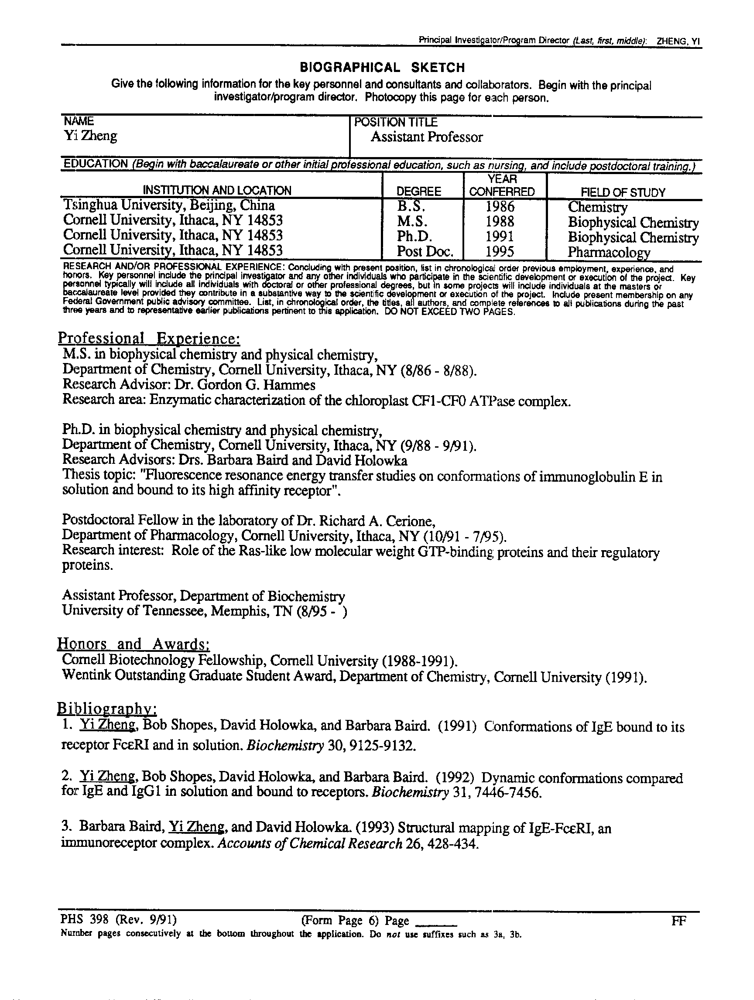 Principal Investigator/Program Director (Last, first, middle): ZHENG, YI
BIOGRAPHICAL SKETCH
Give the following information for the key personnel and consultants and collaborators. Begin with the principal
investigator/program director. Photocopy this page for each person.
NAME
Yi Zheng
POSITION TITLE
Assistant Professor
EDUCATION (Begin with baccalaureate or other initial professional education, such as nursing, and include postdoctoral training.)
INSTITUTION AND LOCATION DEGREE YEAR CONFERRED FIELD OF STUDY
Tsinghua University, Beijing, China B.S. 1986 Chemistry
Cornell University, Ithaca, NY 14853 M.S. 1988 Biophysical Chemistry
Cornell University, Ithaca, NY 14853 Ph.D. 1991 Biophysical Chemistry
Cornell University, Ithaca, NY 14853 Post Doc. 1995 Pharmacology
RESEARCH AND/OR PROFESSIONAL EXPERIENCE: Concluding with present position, list in chronological order previous employment, experience, and
honors. Key personnel include the principal investigator and any other individuals who participate in the scientific development or execution of the project. Key
personnel typically will include all individuals with doctoral or other professional degrees, but in some projects will include individuals at the masters or
baccalaureate level provided they contribute in a substantive way to the scientific development or execution of the project. Include present membership on any
Federal Government public advisory committee. List, in chronological order, the titles, all authors, and complete references to all publications during the past
three years and to representative earlier publications pertinent to this application. DO NOT EXCEED TWO PAGES.
Professional Experience:
M.S. in biophysical chemistry and physical chemistry,
Department of Chemistry, Cornell University, Ithaca, NY (8/86 - 8/88).
Research Advisor: Dr. Gordon G. Hammes
Research area: Enzymatic characterization of the chloroplast CF1-CF0 ATPase complex.
Ph.D. in biophysical chemistry and physical chemistry,
Department of Chemistry, Cornell University, Ithaca, NY (9/88 - 9/91).
Research Advisors: Drs. Barbara Baird and David Holowka
Thesis topic: "Fluorescence resonance energy transfer studies on conformations of immunoglobulin E in
solution and bound to its high affinity receptor".
Postdoctoral Fellow in the laboratory of Dr. Richard A. Cerione,
Department of Pharmacology, Cornell University, Ithaca, NY (10/91 - 7/95).
Research interest: Role of the Ras-like low molecular weight GTP-binding proteins and their regulatory
proteins.
Assistant Professor, Department of Biochemistry
University of Tennessee, Memphis, TN (8/95 - )
Honors and Awards:
Cornell Biotechnology Fellowship, Cornell University (1988-1991).
Wentink Outstanding Graduate Student Award, Department of Chemistry, Cornell University (1991).
Bibliography:
1. Yi Zheng, Bob Shopes, David Holowka, and Barbara Baird. (1991) Conformations of IgE bound to its
receptor FcεRI and in solution. Biochemistry 30, 9125-9132.
2. Yi Zheng, Bob Shopes, David Holowka, and Barbara Baird. (1992) Dynamic conformations compared
for IgE and IgG1 in solution and bound to receptors. Biochemistry 31, 7446-7456.
3. Barbara Baird, Yi Zheng, and David Holowka. (1993) Structural mapping of IgE-FcεRI, an
immunoreceptor complex. Accounts of Chemical Research 26, 428-434.
PHS 398 (Rev. 9/91) (Form Page 6) Page ______ FF
Number pages consecutively at the bottom throughout the application. Do not use suffixes such as 3a, 3b.